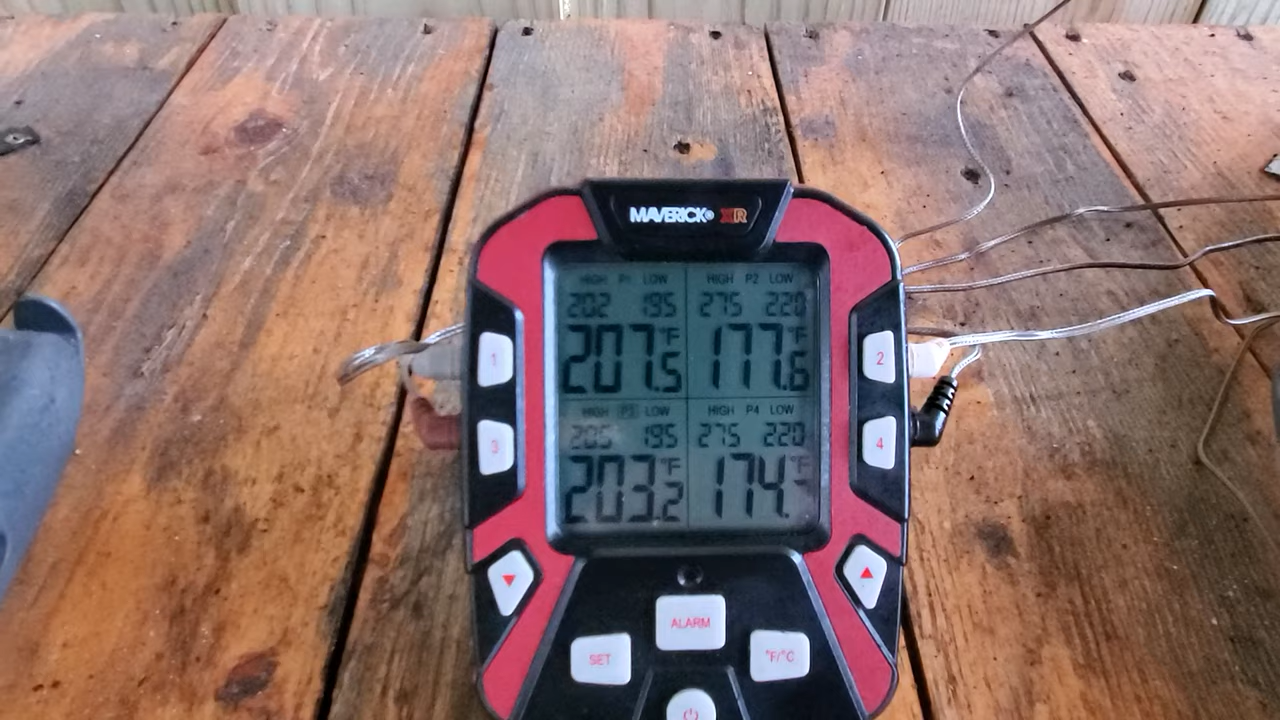 MAVERICK® XR
HIGH P1 LOW HIGH P2 LOW
202 195 275 220
207.5 °F 177.6 °F
HIGH P3 LOW HIGH P4 LOW
205 195 275 220
203.2 °F 174. °F
1 2
3 4
▼ ▲
ALARM
SET °F/°C